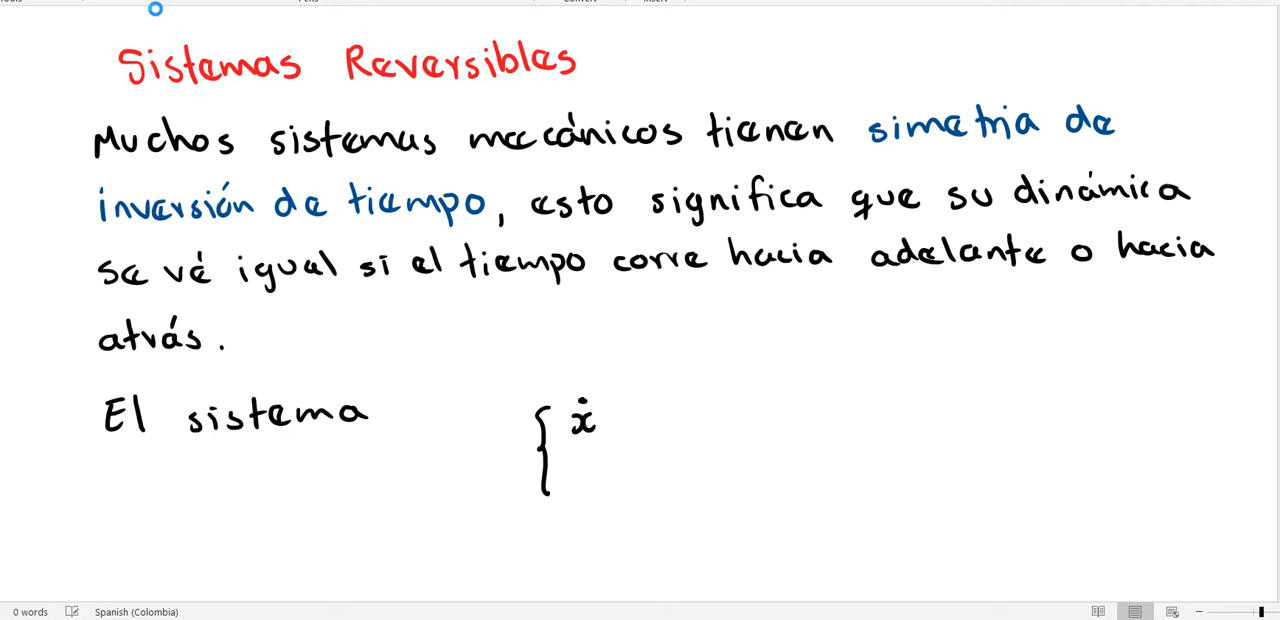 Sistemas Reversibles
Muchos sistemas mecánicos tienen simetria de
inversión de tiempo, esto significa que su dinámica
se vé igual si el tiempo corre hacia adelante o hacia
atrás.
El sistema { ẋ
0 words Spanish (Colombia)